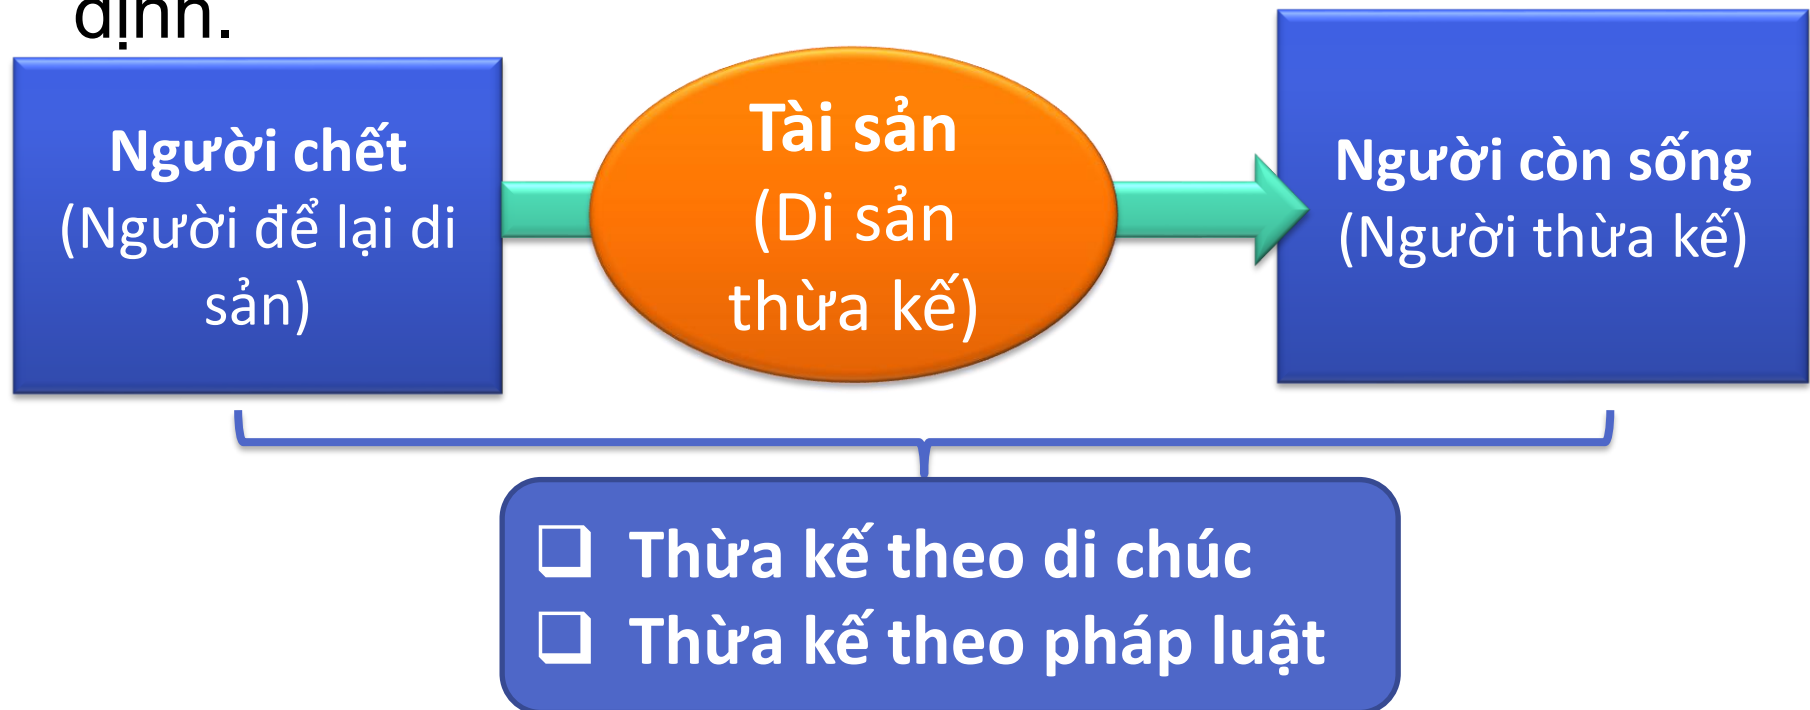 định.
Người chết
(Người để lại di
sản)
Tài sản
(Di sản
thừa kế)
Người còn sống
(Người thừa kế)
❑ Thừa kế theo di chúc
❑ Thừa kế theo pháp luật